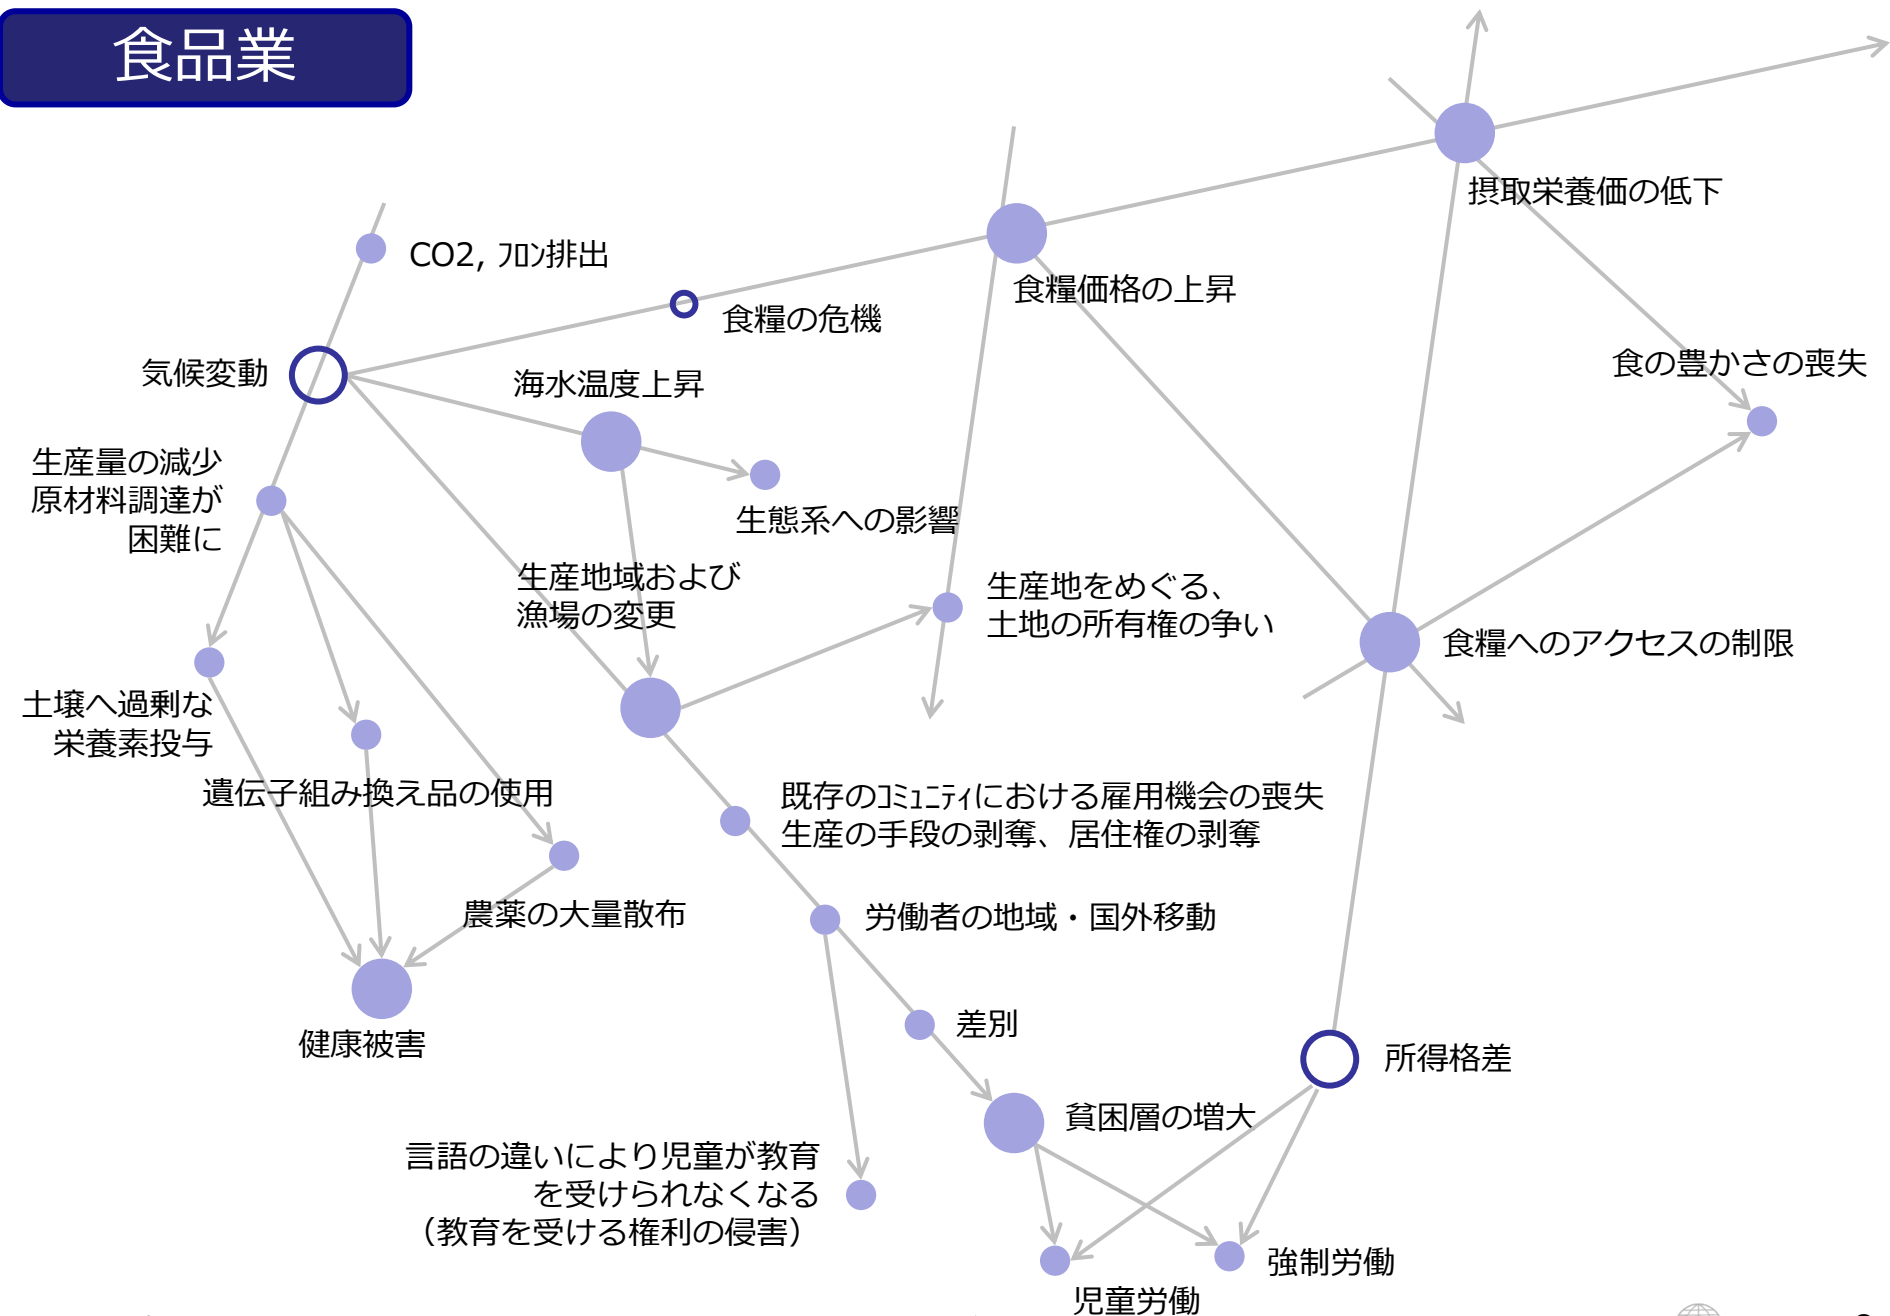 食品業
CO2, ﾌﾛﾝ排出
摂取栄養価の低下
食糧価格の上昇
食糧の危機
気候変動
海水温度上昇
食の豊かさの喪失
生産量の減少
原材料調達が
困難に
生態系への影響
生産地域および
漁場の変更
生産地をめぐる、
土地の所有権の争い
食糧へのアクセスの制限
土壌へ過剰な
栄養素投与
遺伝子組み換え品の使用
既存のｺﾐｭﾆﾃｨにおける雇用機会の喪失
生産の手段の剥奪、居住権の剥奪
農薬の大量散布
労働者の地域・国外移動
健康被害
差別
所得格差
貧困層の増大
言語の違いにより児童が教育
を受けられなくなる
（教育を受ける権利の侵害）
強制労働
児童労働